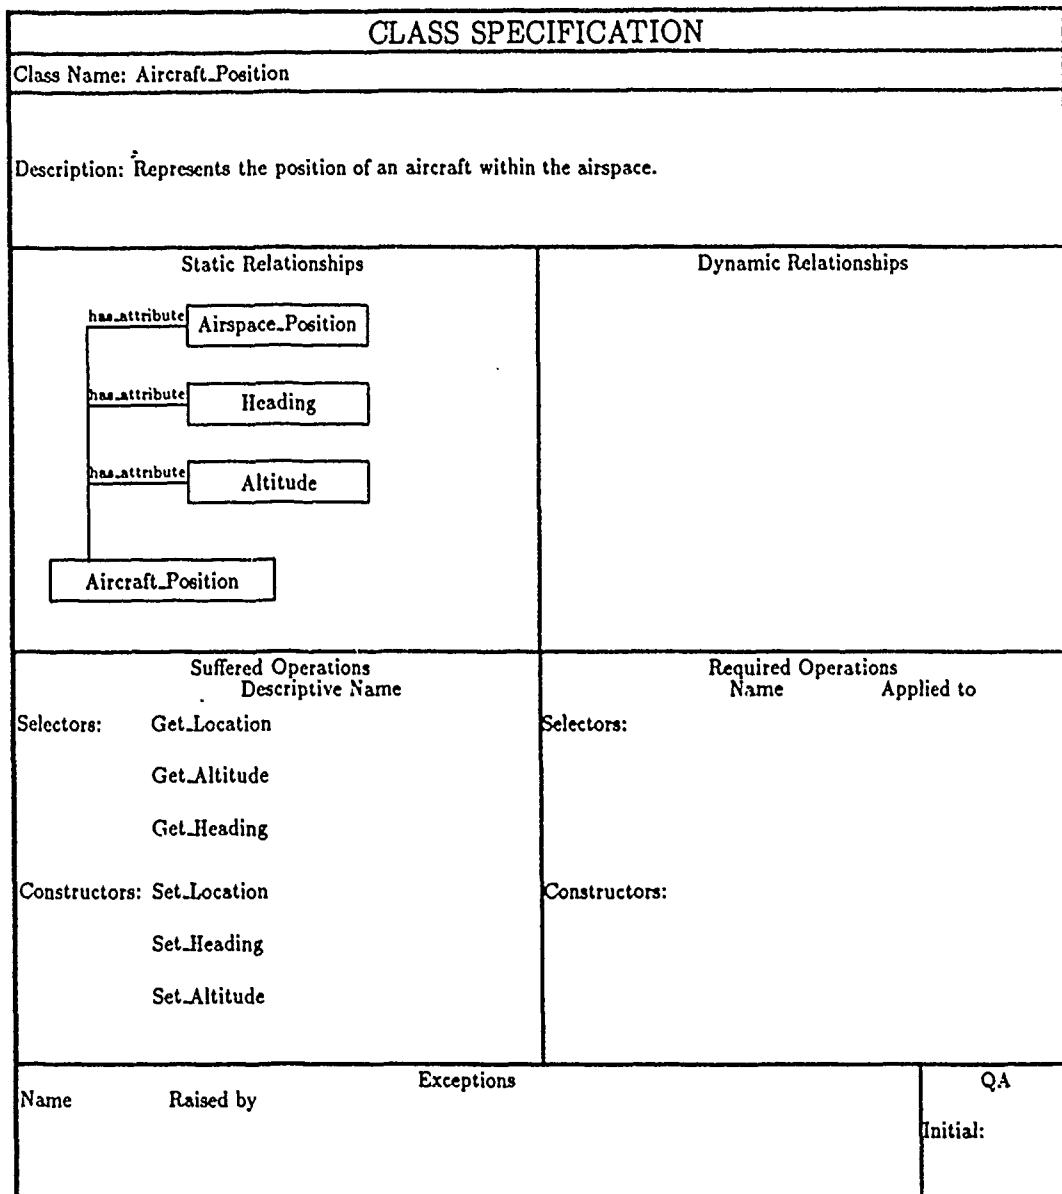 CLASS SPECIFICATION
Class Name: Aircraft_Position
Description: Represents the position of an aircraft within the airspace.
Static Relationships
has_attribute
Airspace_Position
has_attribute
Heading
has_attribute
Altitude
Aircraft_Position
Dynamic Relationships
Suffered Operations
Descriptive Name
Selectors: Get_Location
Get_Altitude
Get_Heading
Constructors: Set_Location
Set_Heading
Set_Altitude
Required Operations
Name Applied to
Selectors:
Constructors:
Exceptions
Name Raised by
QA
Initial: